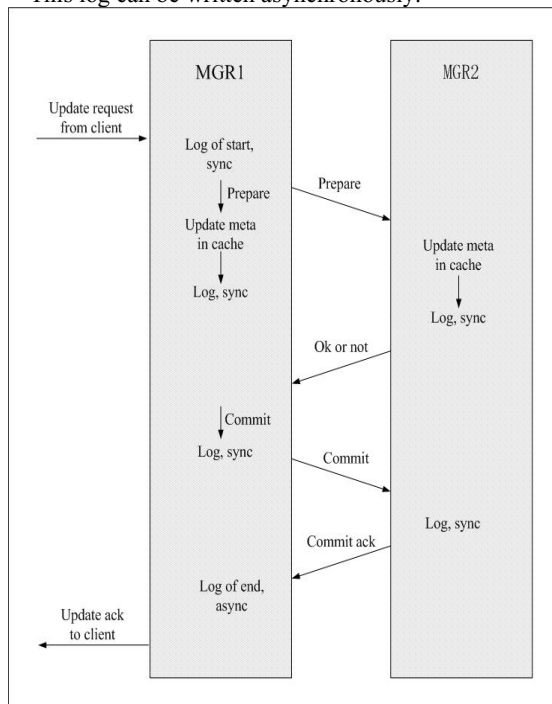 This log can be written asynchronously.
MGR1
MGR2
Update request
from client
Log of start,
sync
Prepare
Prepare
Update meta
in cache
Update meta
in cache
Log, sync
Log, sync
Ok or not
Commit
Log, sync
Commit
Log, sync
Commit ack
Log of end,
async
Update ack
to client